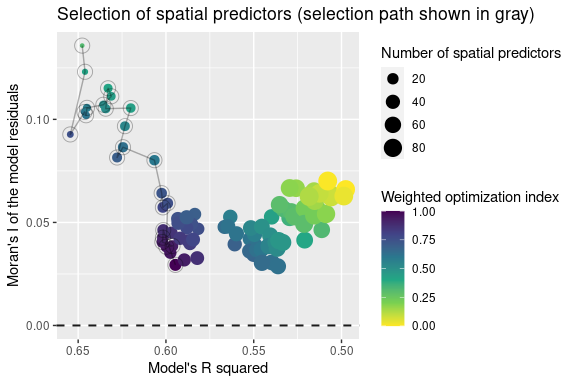 Selection of spatial predictors (selection path shown in gray)
Moran's I of the model residuals
0.10
0.05
0.00
0.65 0.60 0.55 0.50
Model's R squared
Number of spatial predictors
20
40
60
80
Weighted optimization index
1.00
0.75
0.50
0.25
0.00